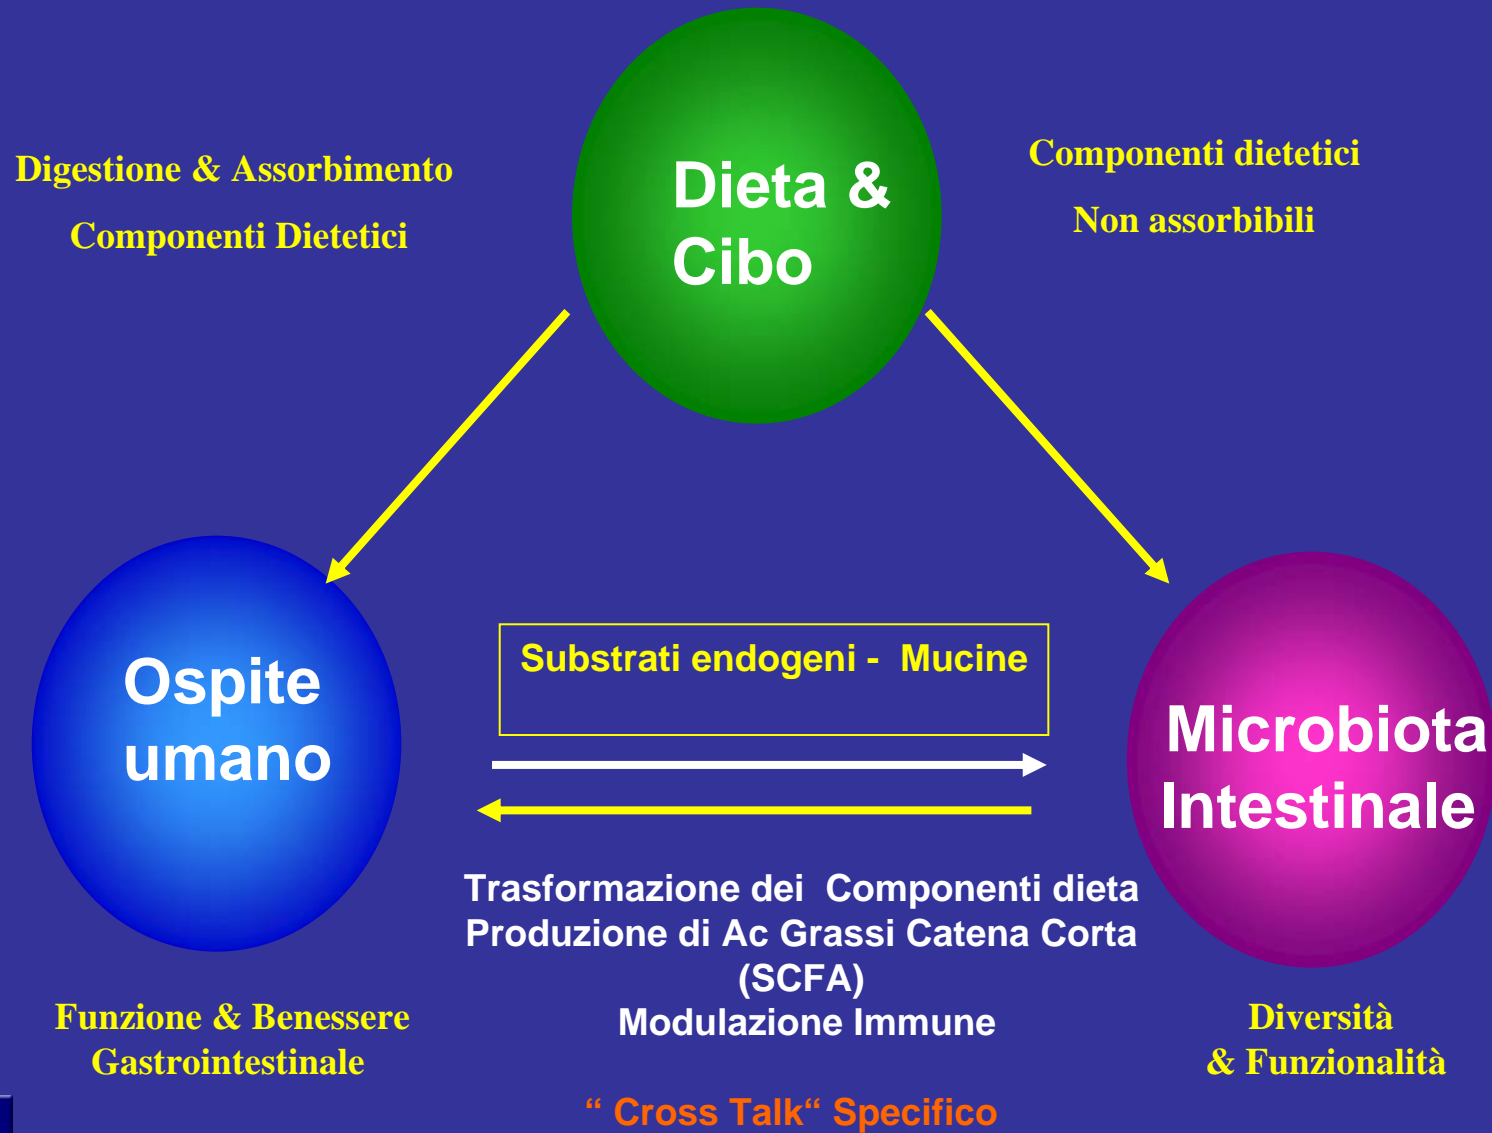 Digestione & Assorbimento
Componenti Dietetici
Dieta &
Cibo
Componenti dietetici
Non assorbibili
Ospite
umano
Substrati endogeni - Mucine
Microbiota
Intestinale
Trasformazione dei Componenti dieta
Produzione di Ac Grassi Catena Corta
(SCFA)
Modulazione Immune
Funzione & Benessere
Gastrointestinale
Diversità
& Funzionalità
“ Cross Talk“ Specifico